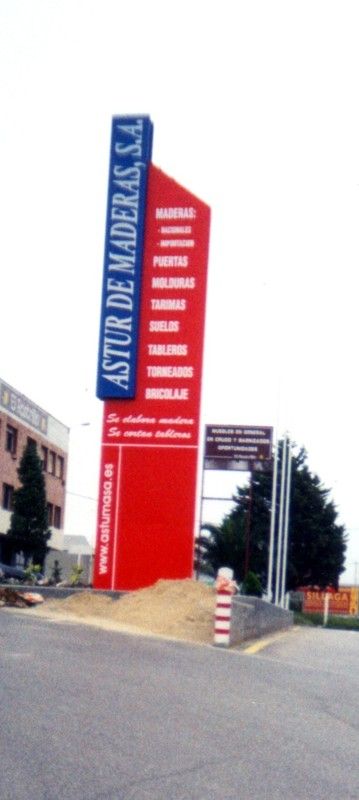 ASTUR DE MADERAS, S.A.
MADERAS:
- NACIONALES
- IMPORTACION
PUERTAS
MOLDURAS
TARIMAS
SUELOS
TABLEROS
TORNEADOS
BRICOLAJE
Se elabora madera
Se cortan tableros
www.astumasa.es
MUEBLES EN GENERAL
EN CRUDO Y BARNIZADOS
OPORTUNIDADES